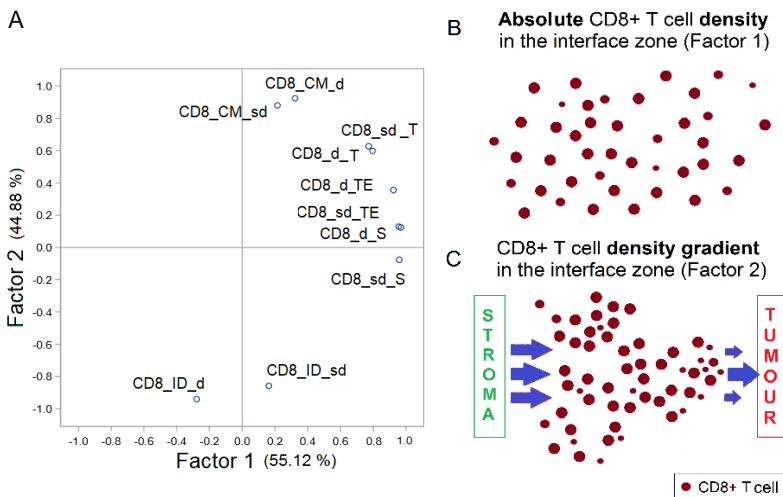 A
1.0
0.8
0.6
0.4
0.2
0.0
-0.2
-0.4
-0.6
-0.8
-1.0
Factor 2 (44.88 %)
CD8_CM_d
CD8_CM_sd
CD8_sd_T
CD8_d_T
CD8_d_TE
CD8_sd_TE
CD8_d_S
CD8_sd_S
CD8_ID_sd
CD8_ID_d
-1.0 -0.8 -0.6 -0.4 -0.2 0.0 0.2 0.4 0.6 0.8 1.0
Factor 1 (55.12 %)
B
Absolute CD8+ T cell density
in the interface zone (Factor 1)
C
CD8+ T cell density gradient
in the interface zone (Factor 2)
STROMA
TUMOUR
CD8+ T cell